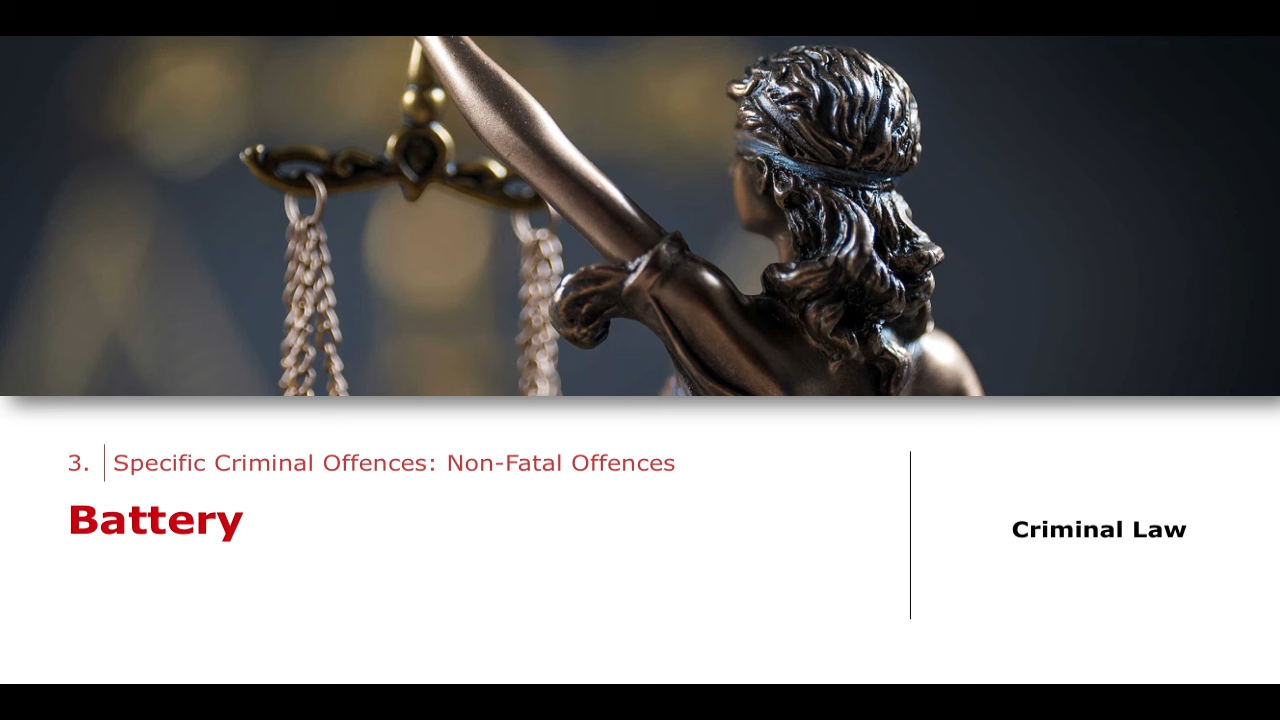 3. Specific Criminal Offences: Non-Fatal Offences
Battery
Criminal Law